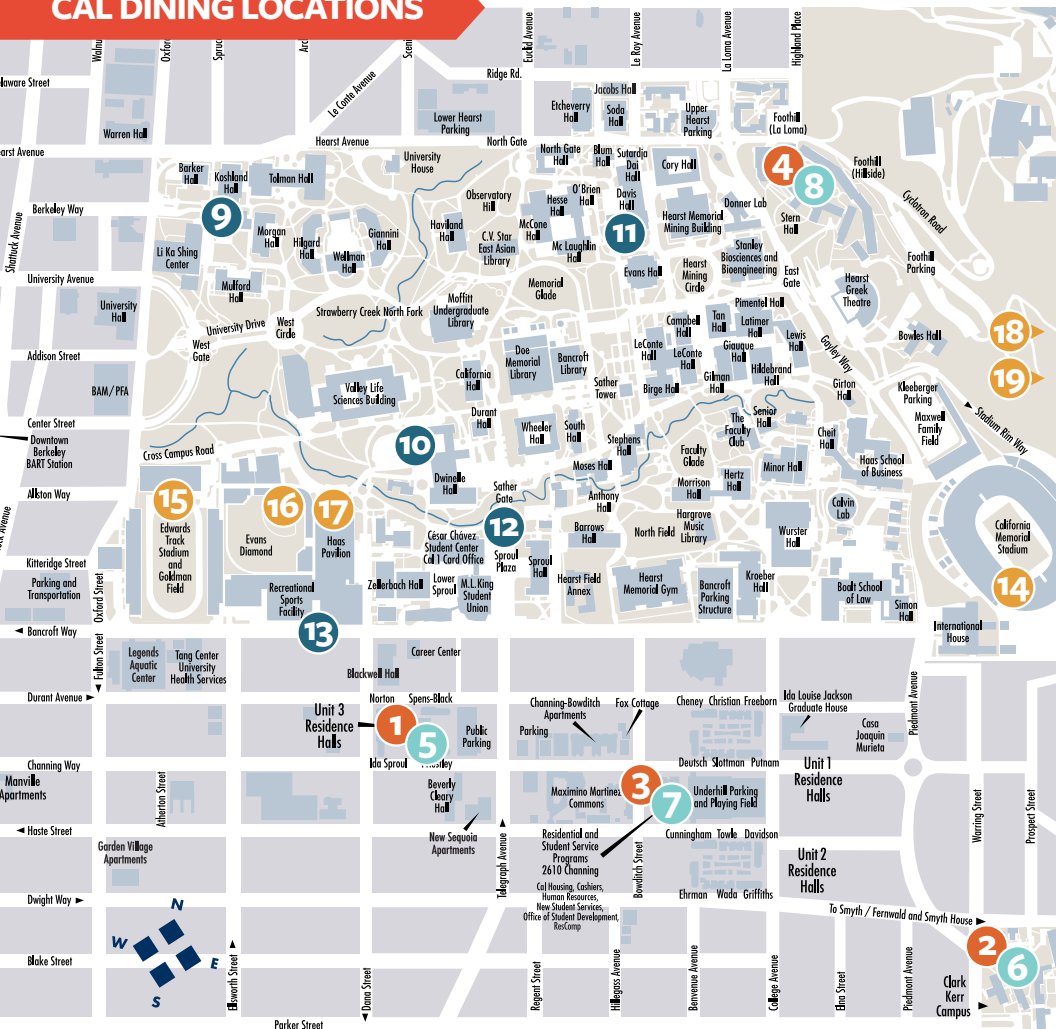 CAL DINING LOCATIONS
Euclid Avenue
Le Roy Avenue
La Loma Avenue
Highland Place
Ridge Rd.
Le Conte Avenue
Warren Hall
Lower Hearst
Parking
Etcheverry
Hall
Jacobs Hall
Soda
Hall
Upper
Hearst
Parking
Foothill
(La Loma)
Hearst Avenue
North Gate
Barker
Hall
Koshland
Hall
Tolman Hall
University
House
North Gate
Hall
Blum
Hall
Sutardja
Dai
Hall
Cory Hall
4
8
Foothill
(Hillside)
Cyclotron Road
Berkeley Way
9
Observatory
Hill
Hesse
Hall
O'Brien
Hall
Davis
Hall
Donner Lab
Stern
Hall
Shattuck Avenue
Li Ka Shing
Center
Morgan
Hall
Hilgard
Hall
Wellman
Hall
Giannini
Hall
Haviland
Hall
C.V. Star
East Asian
Library
McCone
Hall
Mc Laughlin
Hall
11
Hearst Memorial
Mining Building
Stanley
Biosciences and
Bioengineering
Foothill
Parking
University Avenue
Mulford
Hall
Memorial
Glade
Evans Hall
Hearst
Mining
Circle
East
Gate
Hearst
Greek
Theatre
University
Hall
University Drive
West
Circle
West
Gate
Strawberry Creek North Fork
Moffitt
Undergraduate
Library
Pimentel Hall
Campbell
Hall
Tan
Hall
Latimer
Hall
Lewis
Hall
Gayley Way
Bowles Hall
18
19
Addison Street
BAM/PFA
Valley Life
Sciences Building
California
Hall
Doe
Memorial
Library
Bancroft
Library
Sather
Tower
LeConte
Hall
LeConte
Hall
Birge Hall
Giauque
Hall
Gilman
Hall
Hildebrand
Hall
Girton
Hall
Kleeberger
Parking
Maxwell
Family
Field
Stadium Rim Way
Center Street
Downtown
Berkeley
BART Station
Cross Campus Road
10
Durant
Hall
Wheeler
Hall
South
Hall
Stephens
Hall
The
Faculty
Club
Senior
Hall
Faculty
Glade
Cheit
Hall
Haas School
of Business
Allston Way
Dwinelle
Hall
Sather
Gate
Moses Hall
Anthony
Hall
Morrison
Hall
Hertz
Hall
Minor Hall
Calvin
Lab
15
Edwards
Track
Stadium
and
Goldman
Field
16
Evans
Diamond
17
Haas
Pavilion
12
Sproul
Plaza
César Chávez
Student Center
Cal 1 Card Office
Barrows
Hall
North Field
Hargrove
Music
Library
Wurster
Hall
California
Memorial
Stadium
14
Kitteridge Street
Parking and
Transportation
Oxford Street
Recreational
Sports
Facility
Zellerbach Hall
Lower
Sproul
M.L.King
Student
Union
Sproul
Hall
Hearst Field
Annex
Hearst
Memorial Gym
Bancroft
Parking
Structure
Kroeber
Hall
Boalt School
of Law
Simon
Hall
International
House
Bancroft Way
13
Fulton Street
Legends
Aquatic
Center
Tang Center
University
Health Services
Career Center
Blackwell Hall
Piedmont Avenue
Durant Avenue
Norton
Spens-Black
Unit 3
Residence
Halls
1
5
Public
Parking
Parking
Channing-Bowditch
Apartments
Fox Cottage
Cheney Christian Freeborn
Ida Louise Jackson
Graduate House
Casa
Joaquin
Murieta
Channing Way
Ida Sproul
Deutsch Slottman Putnam
Unit 1
Residence
Halls
Manville
Apartments
Atherton Street
Beverly
Cleary
Hall
Maximino Martinez
Commons
3
7
Underhill Parking
and Playing Field
Warring Street
Prospect Street
Haste Street
New Sequoia
Apartments
Garden Village
Apartments
Telegraph Avenue
Residential and
Student Service
Programs
2610 Channing
Cal Housing, Cashiers,
Human Resources,
New Student Services,
Office of Student Development,
ResComp
Bowditch Street
Cunningham Towle Davidson
Unit 2
Residence
Halls
Ehrman Wada Griffiths
Dwight Way
To Smyth / Fernwald and Smyth House
N
W
E
S
Blake Street
Ellsworth Street
Dana Street
Regent Street
Hillegass Avenue
Benvenue Avenue
College Avenue
Etna Street
Piedmont Avenue
2
6
Clark
Kerr
Campus
Parker Street